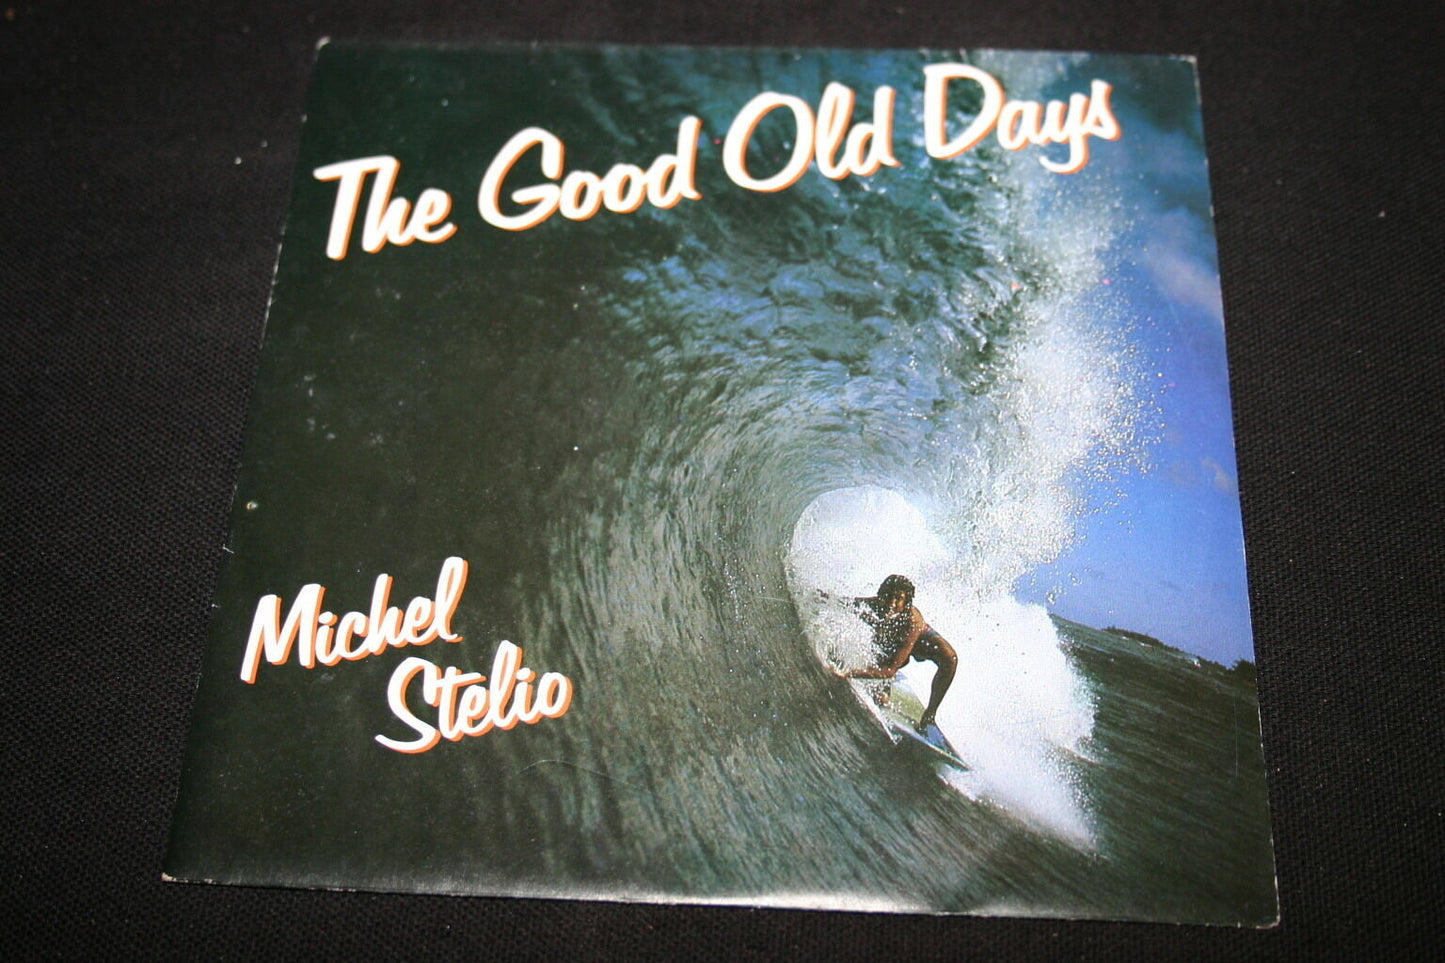 The Good Old Days
Michel
Stelio